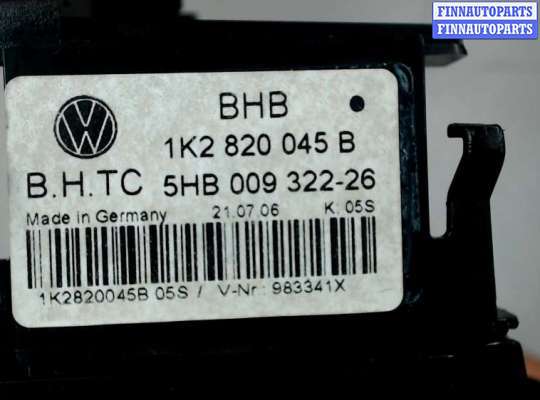 FINNAUTOPARTS
FINNAUTOPARTS
BHB
1K2 820 045 B
B.H.TC 5HB 009 322-26
Made in Germany 21.07.06 K: 05S
1K2820045B 05S / V-Nr.: 983341X